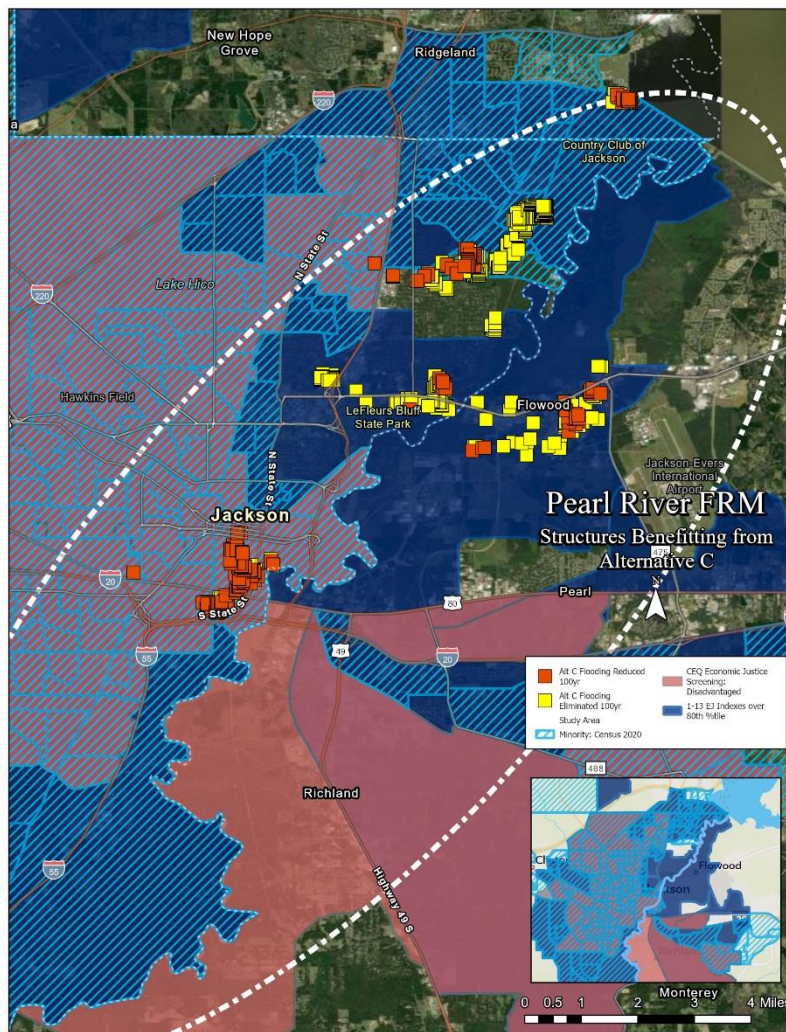 New Hope
Grove
Ridgeland
220
a
Country Club of
Jackson
N State St
Lake Hico
220
Hawkins Field
LeFleurs Bluff
State Park
Flowood
N State St
Jackson-Evers
International
Airport
Jackson
Pearl River FRM
Structures Benefitting from
Alternative C
475
N
20
S State St
80
Pearl
55
49
20
Alt C Flooding Reduced
100yr
Alt C Flooding
Eliminated 100yr
Study Area
Minority: Census 2020
CEQ Economic Justice
Screening:
Disadvantaged
1-13 EJ Indexes over
80th %tile
468
Richland
55
Highway 49 S
Flowood
Monterey
0 0.5 1 2 3 4 Miles